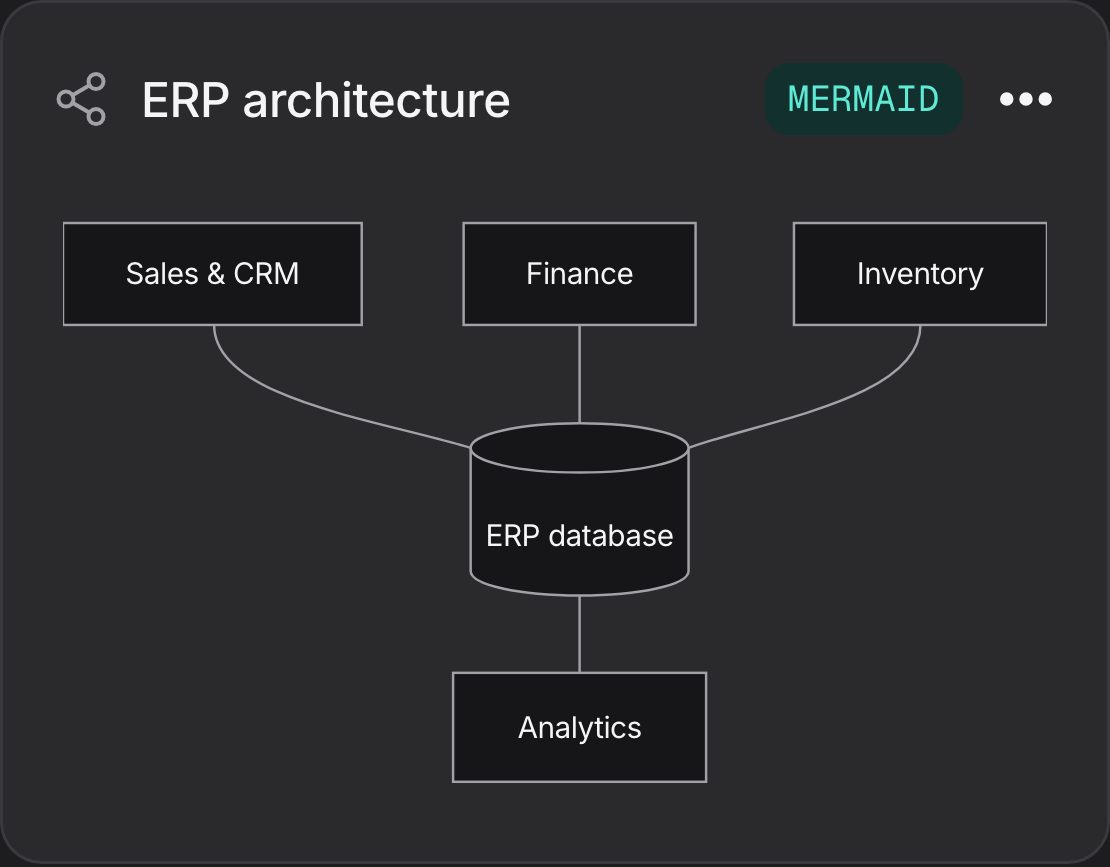 ERP architecture
MERMAID
Sales & CRM
Finance
Inventory
ERP database
Analytics